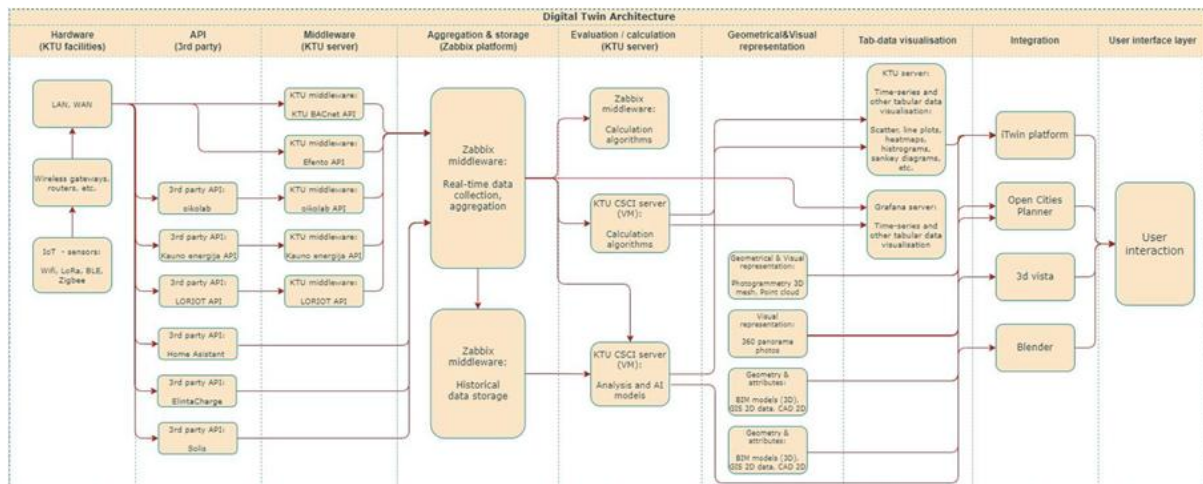 Digital Twin Architecture
Hardware
(KTU facilities)
API
(3rd party)
Middleware
(KTU server)
Aggregation & storage
(Zabbix platform)
Evaluation / calculation
(KTU server)
Geometrical&Visual
representation
Tab-data visualisation
Integration
User interface layer
LAN, WAN
Wireless gateways,
routers, etc.
IoT - sensors:
Wifi, LoRa, BLE,
Zigbee
3rd party API:
oikolab
3rd party API:
Kauno energija API
3rd party API:
LORIOT API
3rd party API:
Home Asistant
3rd party API:
ElintaCharge
3rd party API:
Solis
KTU middleware:
KTU BACnet API
KTU middleware:
Efento API
KTU middleware:
oikolab API
KTU middleware:
Kauno energija API
KTU middleware:
LORIOT API
Zabbix
middleware:
Real-time data
collection,
aggregation
Zabbix
middleware:
Historical
data storage
Zabbix
middleware:
Calculation
algorithms
KTU CSCI server
(VM):
Calculation
algorithms
KTU CSCI server
(VM):
Analysis and AI
models
Geometrical & Visual
representation:
Photogrammetry 3D
mesh, Point cloud
Visual
representation:
360 panorama
photos
Geometry &
attributes:
BIM models (3D),
GIS 2D data, CAD 2D
Geometry &
attributes:
BIM models (3D),
GIS 2D data, CAD 2D
KTU server:
Time-series and
other tabular data
visualisation:
Scatter, line plots,
heatmaps,
histrograms,
sankey diagrams,
etc.
Grafana server:
Time-series and
other tabular data
visualisation
iTwin platform
Open Cities
Planner
3d vista
Blender
User
interaction